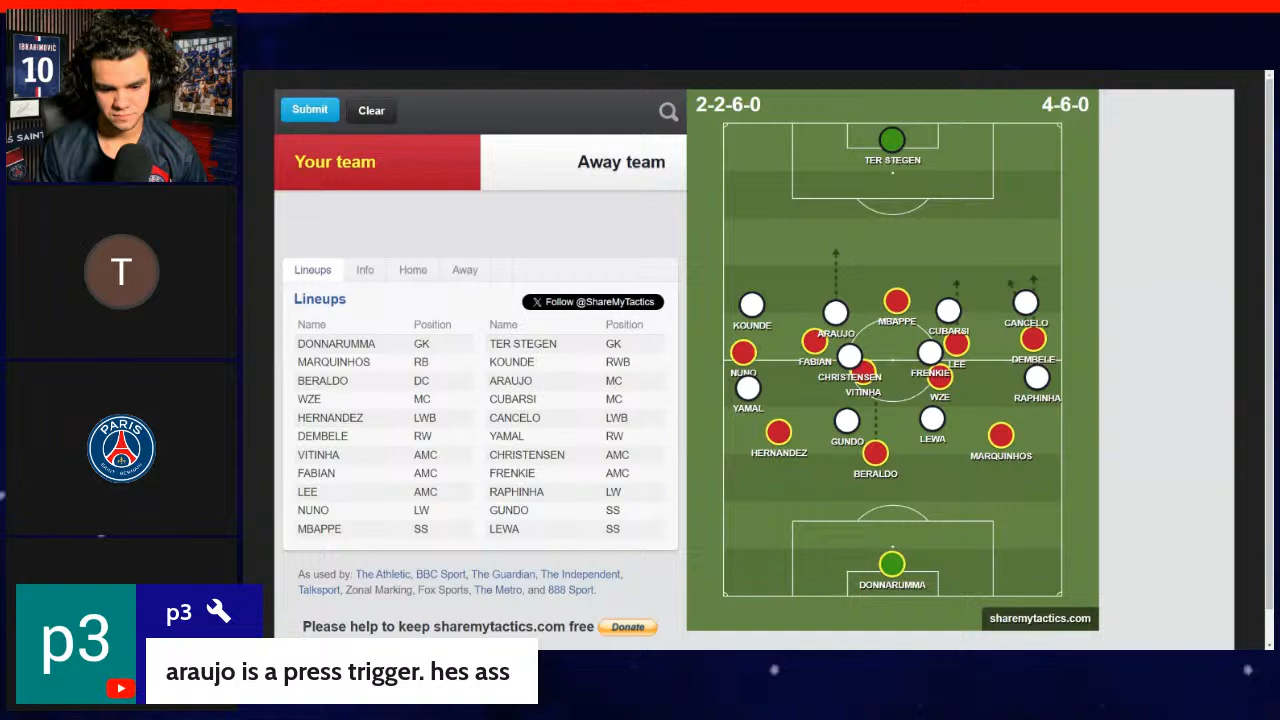 IBRAHIMOVIĆ
10
S SAINT
T
PARIS
SAINT-GERMAIN
Submit
Clear
Your team
Away team
Lineups Info Home Away
Lineups
Follow @ShareMyTactics
Name Position Name Position
DONNARUMMA GK TER STEGEN GK
MARQUINHOS RB KOUNDE RWB
BERALDO DC ARAUJO MC
WZE MC CUBARSI MC
HERNANDEZ LWB CANCELO LWB
DEMBELE RW YAMAL RW
VITINHA AMC CHRISTENSEN AMC
FABIAN AMC FRENKIE AMC
LEE AMC RAPHINHA LW
NUNO LW GUNDO SS
MBAPPE SS LEWA SS
As used by: The Athletic, BBC Sport, The Guardian, The Independent,
Talksport, Zonal Marking, Fox Sports, The Metro, and 888 Sport.
Please help to keep sharemytactics.com free Donate
2-2-6-0
4-6-0
TER STEGEN
KOUNDE
ARAUJO
MBAPPE
CUBARSI
CANCELO
FABIAN
LEE
DEMBELE
NUNO
CHRISTENSEN
FRENKIE
VITINHA
WZE
RAPHINHA
YAMAL
GUNDO
LEWA
HERNANDEZ
BERALDO
MARQUINHOS
DONNARUMMA
sharemytactics.com
p3
p3
araujo is a press trigger. hes ass